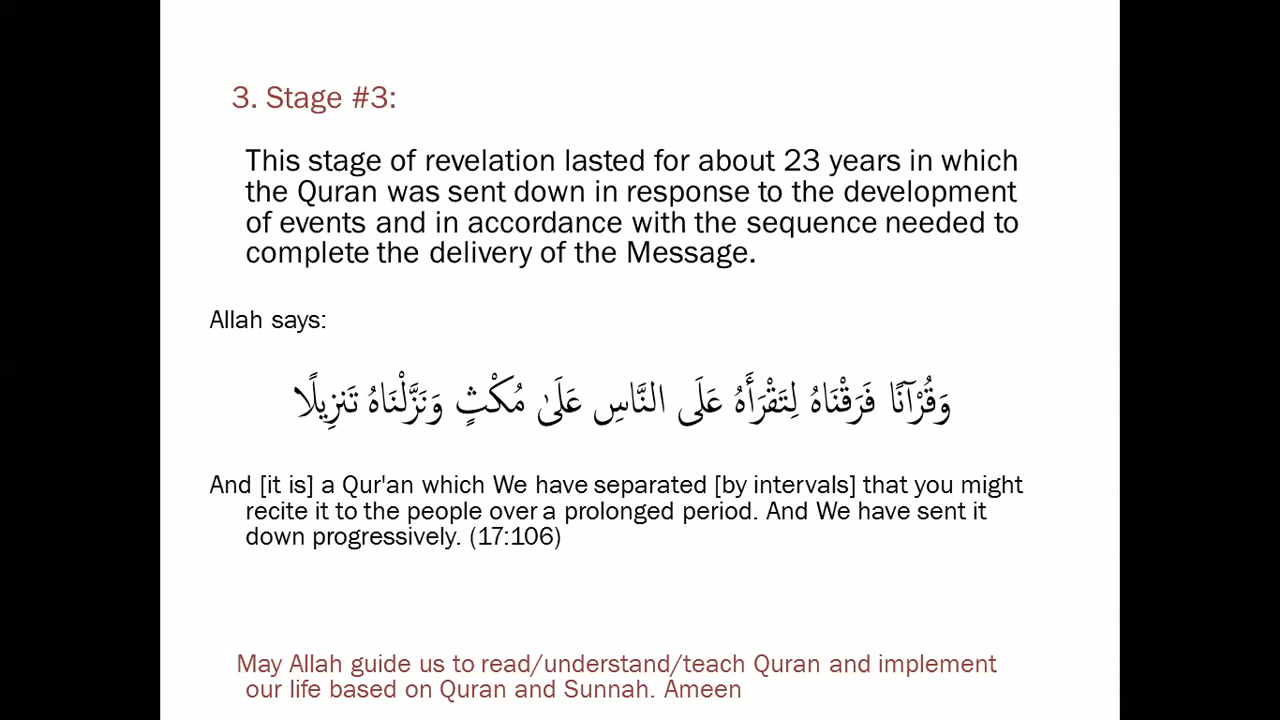 3. Stage #3:
This stage of revelation lasted for about 23 years in which
the Quran was sent down in response to the development
of events and in accordance with the sequence needed to
complete the delivery of the Message.
Allah says:
وَقُرْآنًا فَرَقْنَاهُ لِتَقْرَأَهُ عَلَى النَّاسِ عَلَىٰ مُكْثٍ وَنَزَّلْنَاهُ تَنزِيلًا
And [it is] a Qur'an which We have separated [by intervals] that you might
recite it to the people over a prolonged period. And We have sent it
down progressively. (17:106)
May Allah guide us to read/understand/teach Quran and implement
our life based on Quran and Sunnah. Ameen